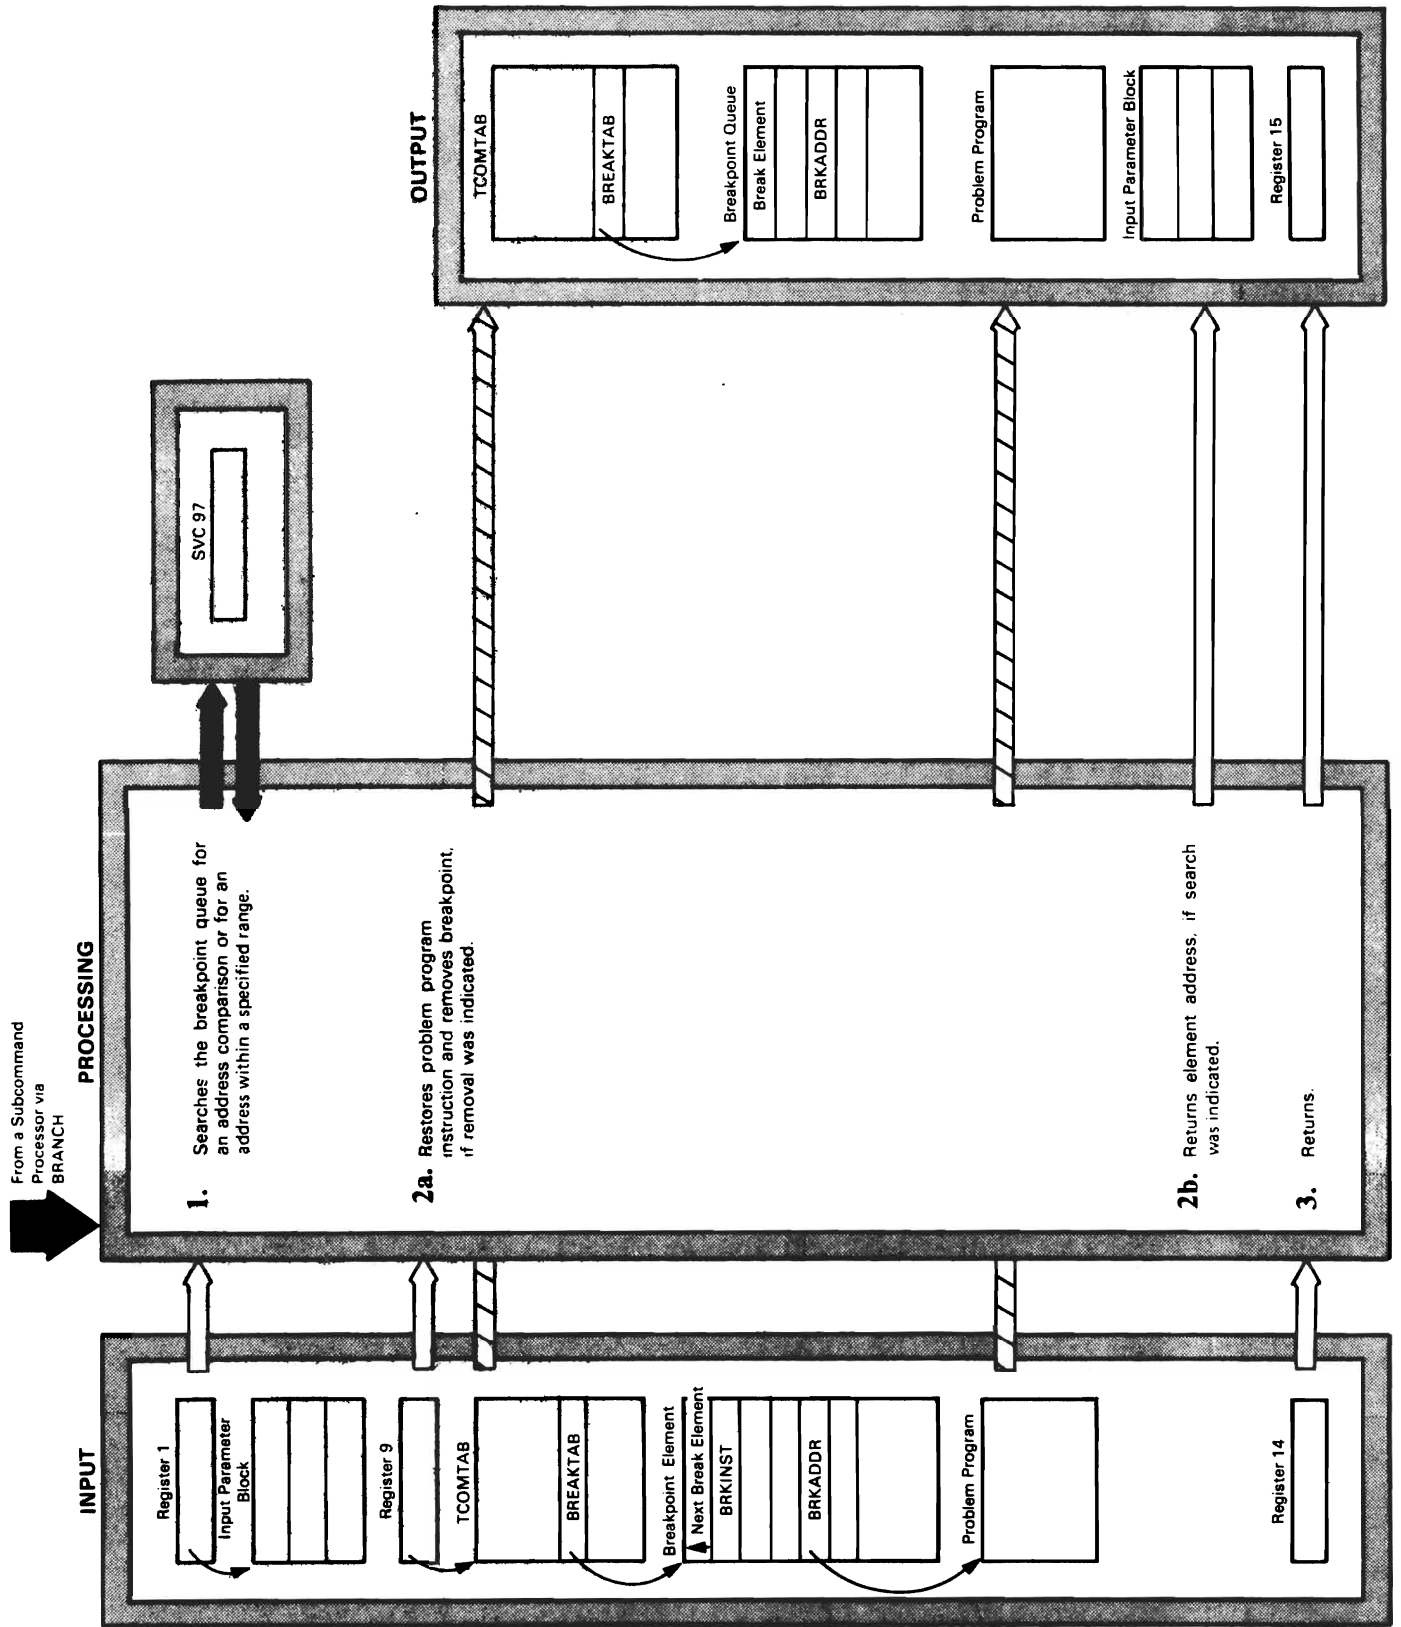 From a Subcommand
Processor via
BRANCH
INPUT
Register 1
Input Parameter
Block
Register 9
TCOMTAB
BREAKTAB
Breakpoint Element
Next Break Element
BRKINST
BRKADDR
Problem Program
Register 14
PROCESSING
1. Searches the breakpoint queue for
an address comparison or for an
address within a specified range.
2a. Restores problem program
instruction and removes breakpoint,
if removal was indicated.
2b. Returns element address, if search
was indicated.
3. Returns.
SVC 97
OUTPUT
TCOMTAB
BREAKTAB
Breakpoint Queue
Break Element
BRKADDR
Problem Program
Input Parameter Block
Register 15